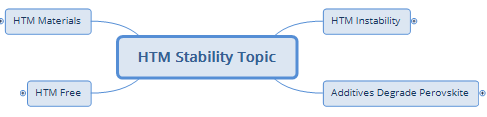 HTM Materials
HTM Instability
HTM Stability Topic
HTM Free
Additives Degrade Perovskite